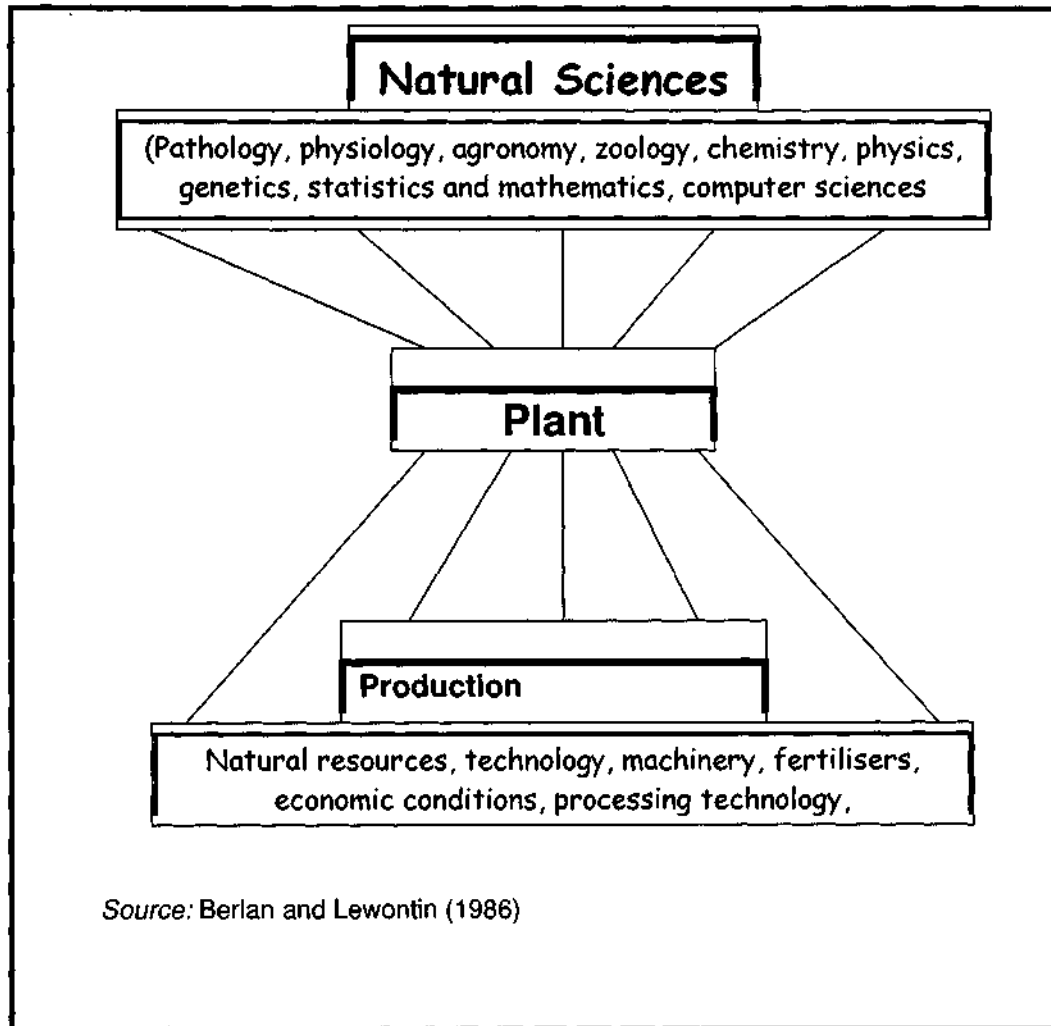 Natural Sciences
(Pathology, physiology, agronomy, zoology, chemistry, physics,
genetics, statistics and mathematics, computer sciences
Plant
Production
Natural resources, technology, machinery, fertilisers,
economic conditions, processing technology,
Source: Berlan and Lewontin (1986)